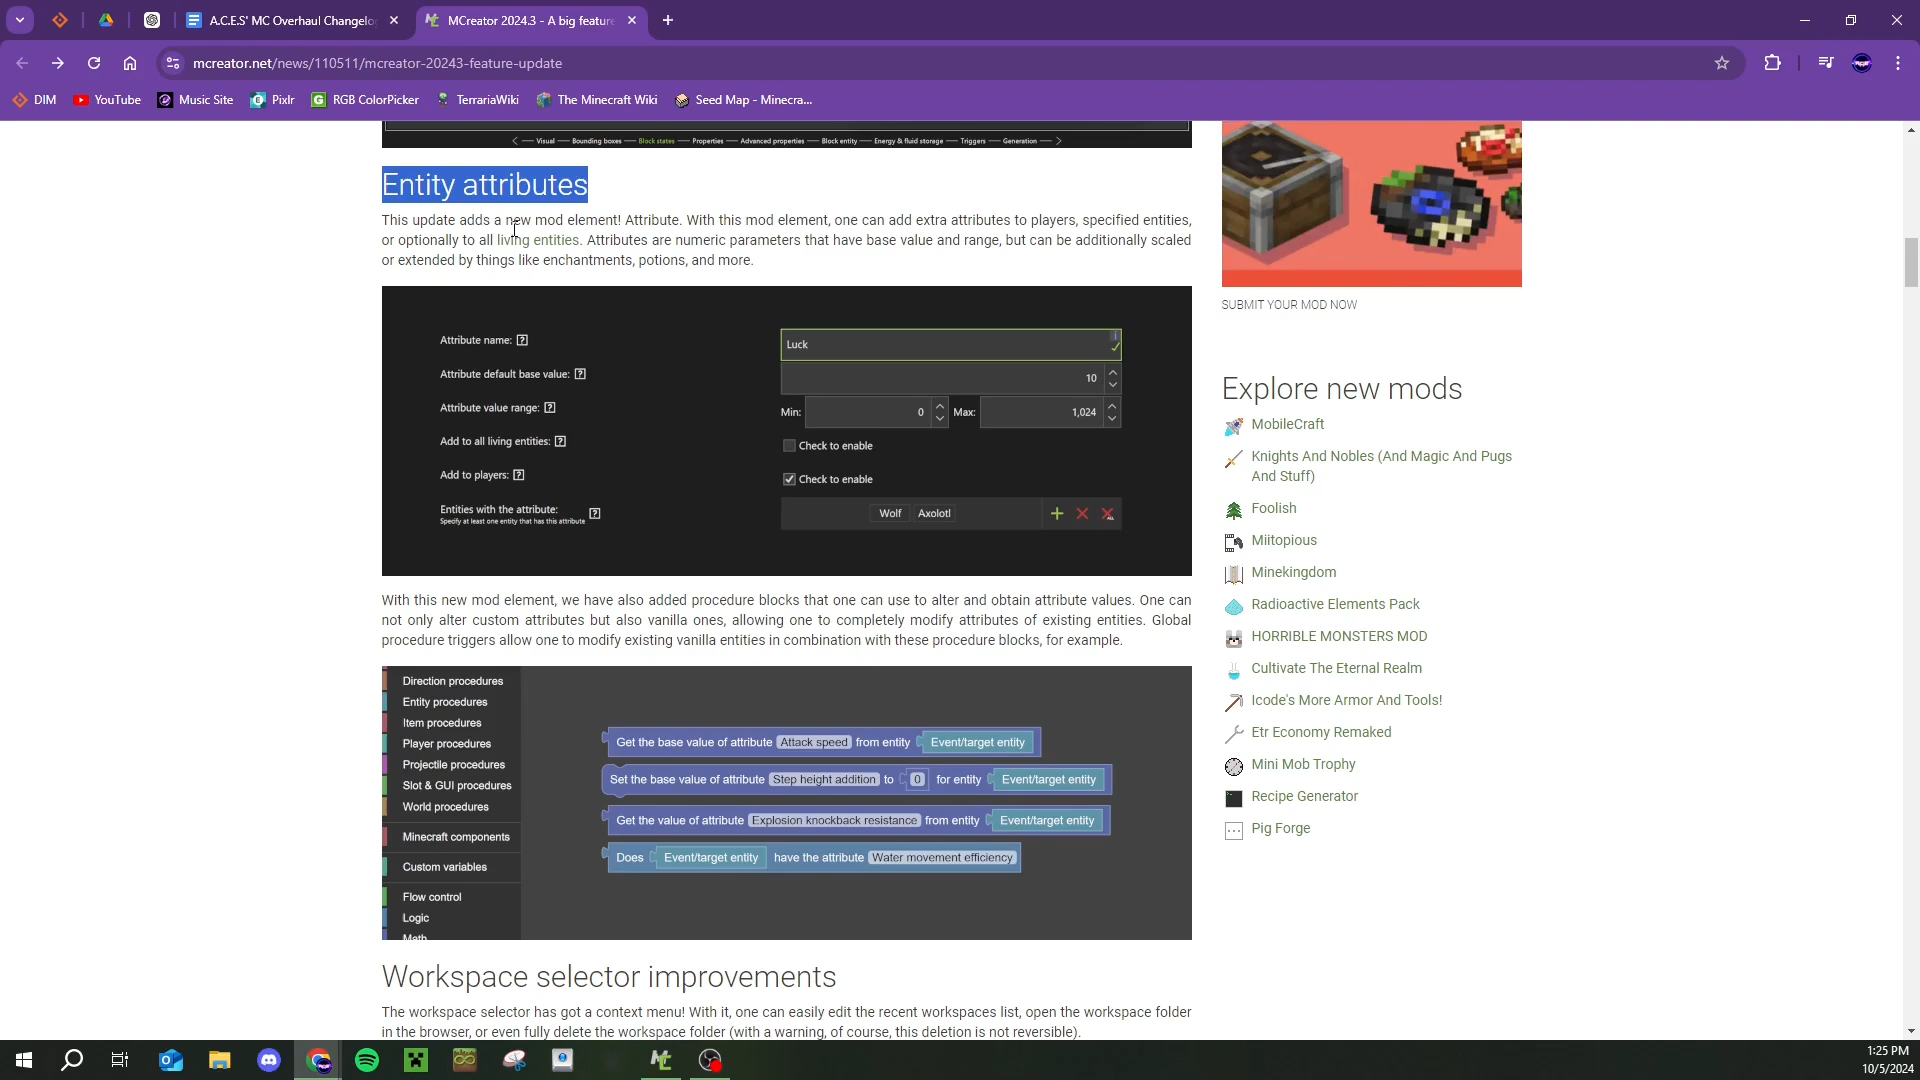 A.C.E.S' MC Overhaul Changelo
MCreator 2024.3 - A big feature
mcreator.net/news/110511/mcreator-20243-feature-update
DIM
YouTube
Music Site
Pixlr
RGB ColorPicker
TerrariaWiki
The Minecraft Wiki
Seed Map - Minecra...
Visual
Bounding boxes
Block states
Properties
Advanced properties
Block entity
Energy & fluid storage
Triggers
Generation
Entity attributes
This update adds a new mod element! Attribute. With this mod element, one can add extra attributes to players, specified entities,
or optionally to all living entities. Attributes are numeric parameters that have base value and range, but can be additionally scaled
or extended by things like enchantments, potions, and more.
Attribute name: ?
Luck
Attribute default base value: ?
10
Attribute value range: ?
Min: 0 Max: 1,024
Add to all living entities: ?
Check to enable
Add to players: ?
Check to enable
Entities with the attribute: ?
Specify at least one entity that has this attribute
Wolf Axolotl
With this new mod element, we have also added procedure blocks that one can use to alter and obtain attribute values. One can
not only alter custom attributes but also vanilla ones, allowing one to completely modify attributes of existing entities. Global
procedure triggers allow one to modify existing vanilla entities in combination with these procedure blocks, for example.
Direction procedures
Entity procedures
Item procedures
Player procedures
Projectile procedures
Slot & GUI procedures
World procedures
Minecraft components
Custom variables
Flow control
Logic
Math
Get the base value of attribute Attack speed from entity Event/target entity
Set the base value of attribute Step height addition to 0 for entity Event/target entity
Get the value of attribute Explosion knockback resistance from entity Event/target entity
Does Event/target entity have the attribute Water movement efficiency
Workspace selector improvements
The workspace selector has got a context menu! With it, one can easily edit the recent workspaces list, open the workspace folder
in the browser, or even fully delete the workspace folder (with a warning, of course, this deletion is not reversible).
SUBMIT YOUR MOD NOW
Explore new mods
MobileCraft
Knights And Nobles (And Magic And Pugs
And Stuff)
Foolish
Miitopious
Minekingdom
Radioactive Elements Pack
HORRIBLE MONSTERS MOD
Cultivate The Eternal Realm
Icode's More Armor And Tools!
Etr Economy Remaked
Mini Mob Trophy
Recipe Generator
Pig Forge
1:25 PM
10/5/2024